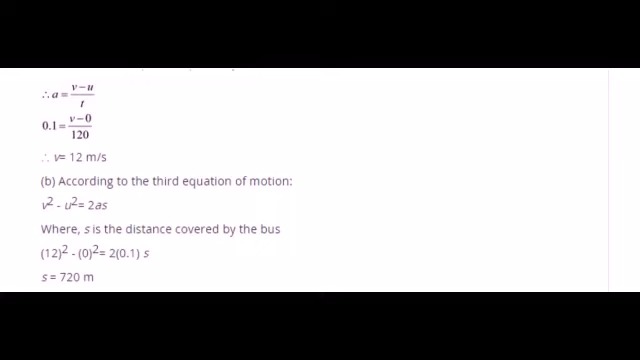 ∴ a = v – u / t
0.1 = v – 0 / 120
∴ v= 12 m/s
(b) According to the third equation of motion:
v2 - u2= 2as
Where, s is the distance covered by the bus
(12)2 - (0)2= 2(0.1) s
s = 720 m